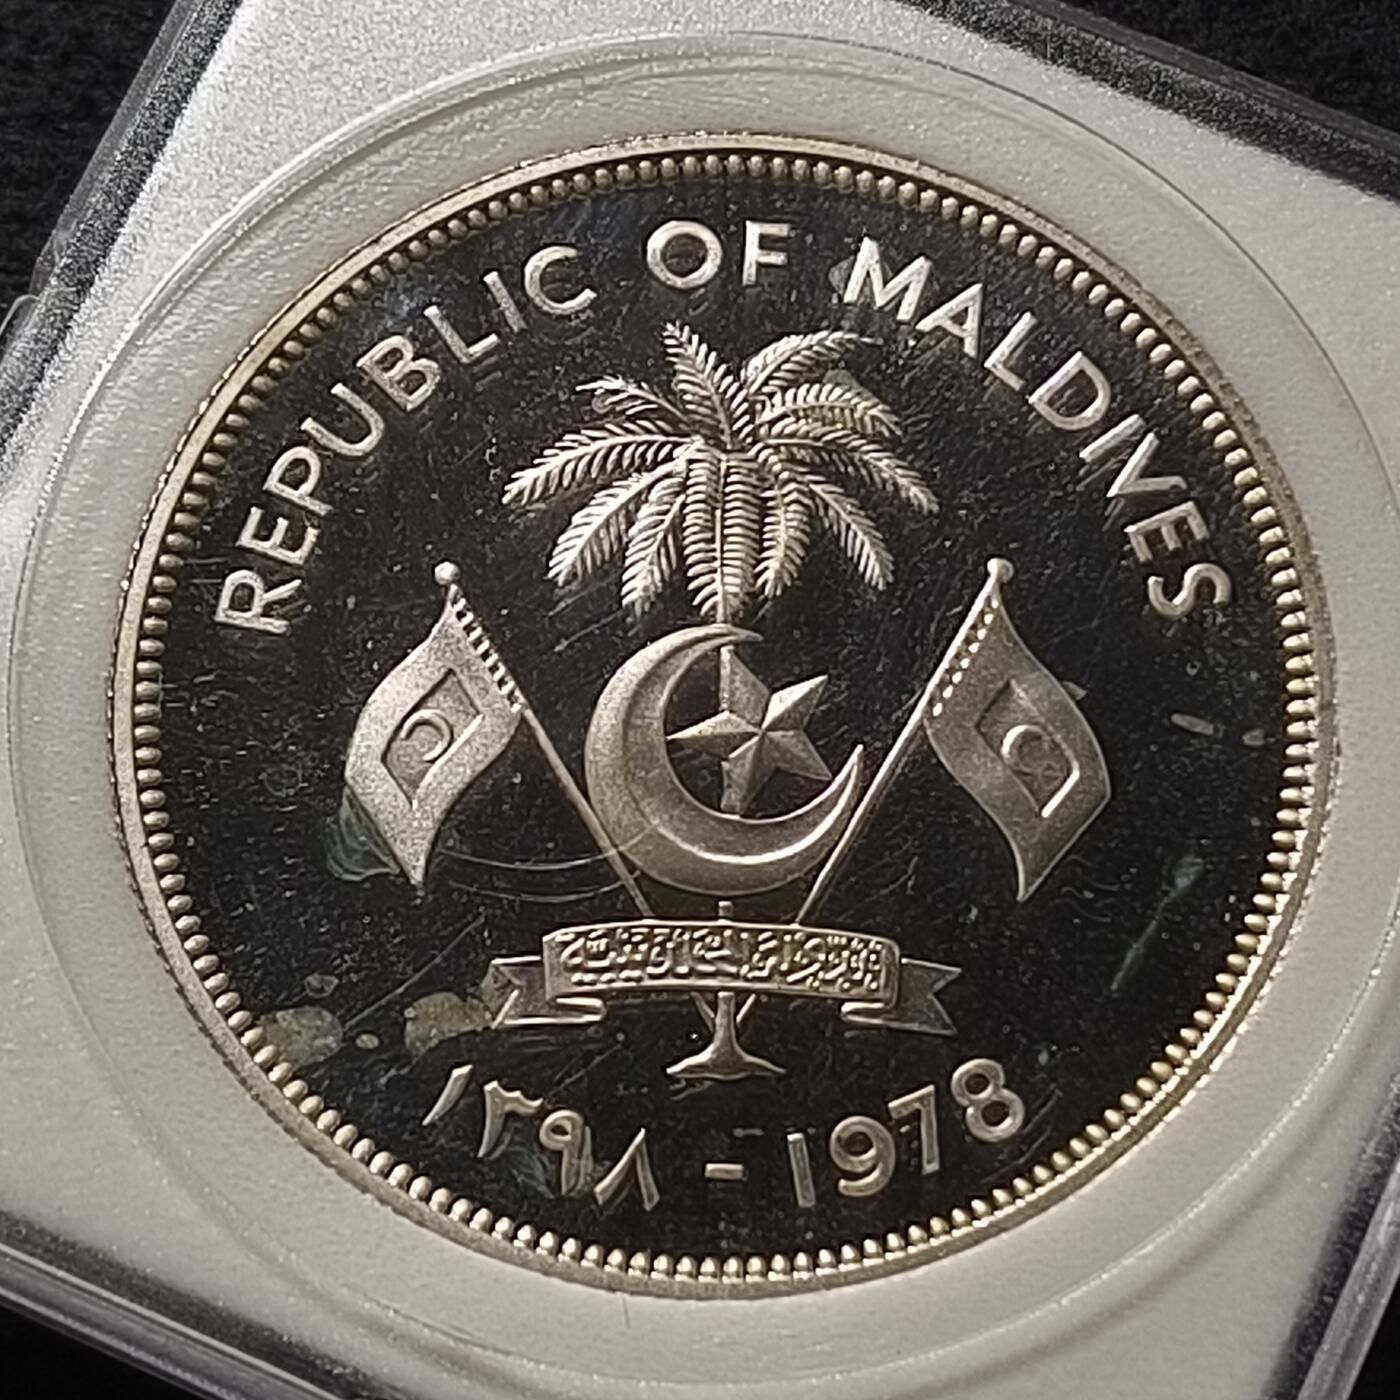 REPUBLIC OF MALDIVES
١٣٩٨ - 1978